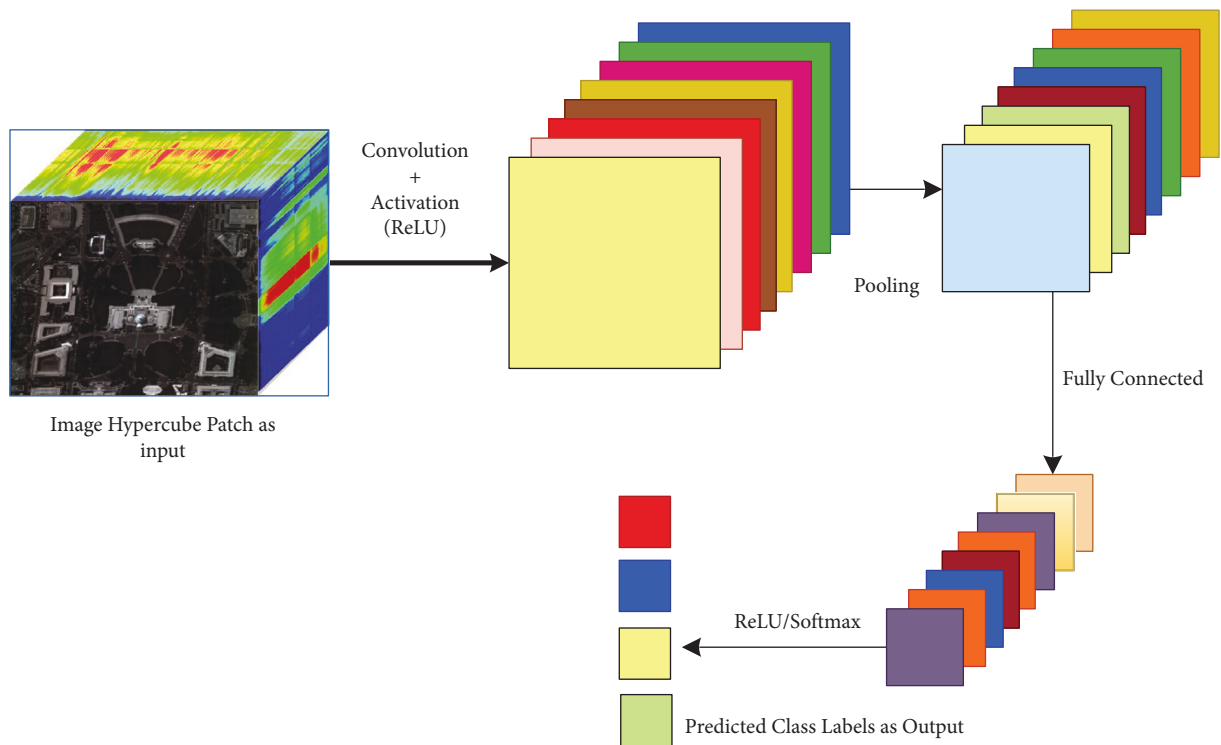 Convolution
+
Activation
(ReLU)
Image Hypercube Patch as
input
Pooling
Fully Connected
ReLU/Softmax
Predicted Class Labels as Output